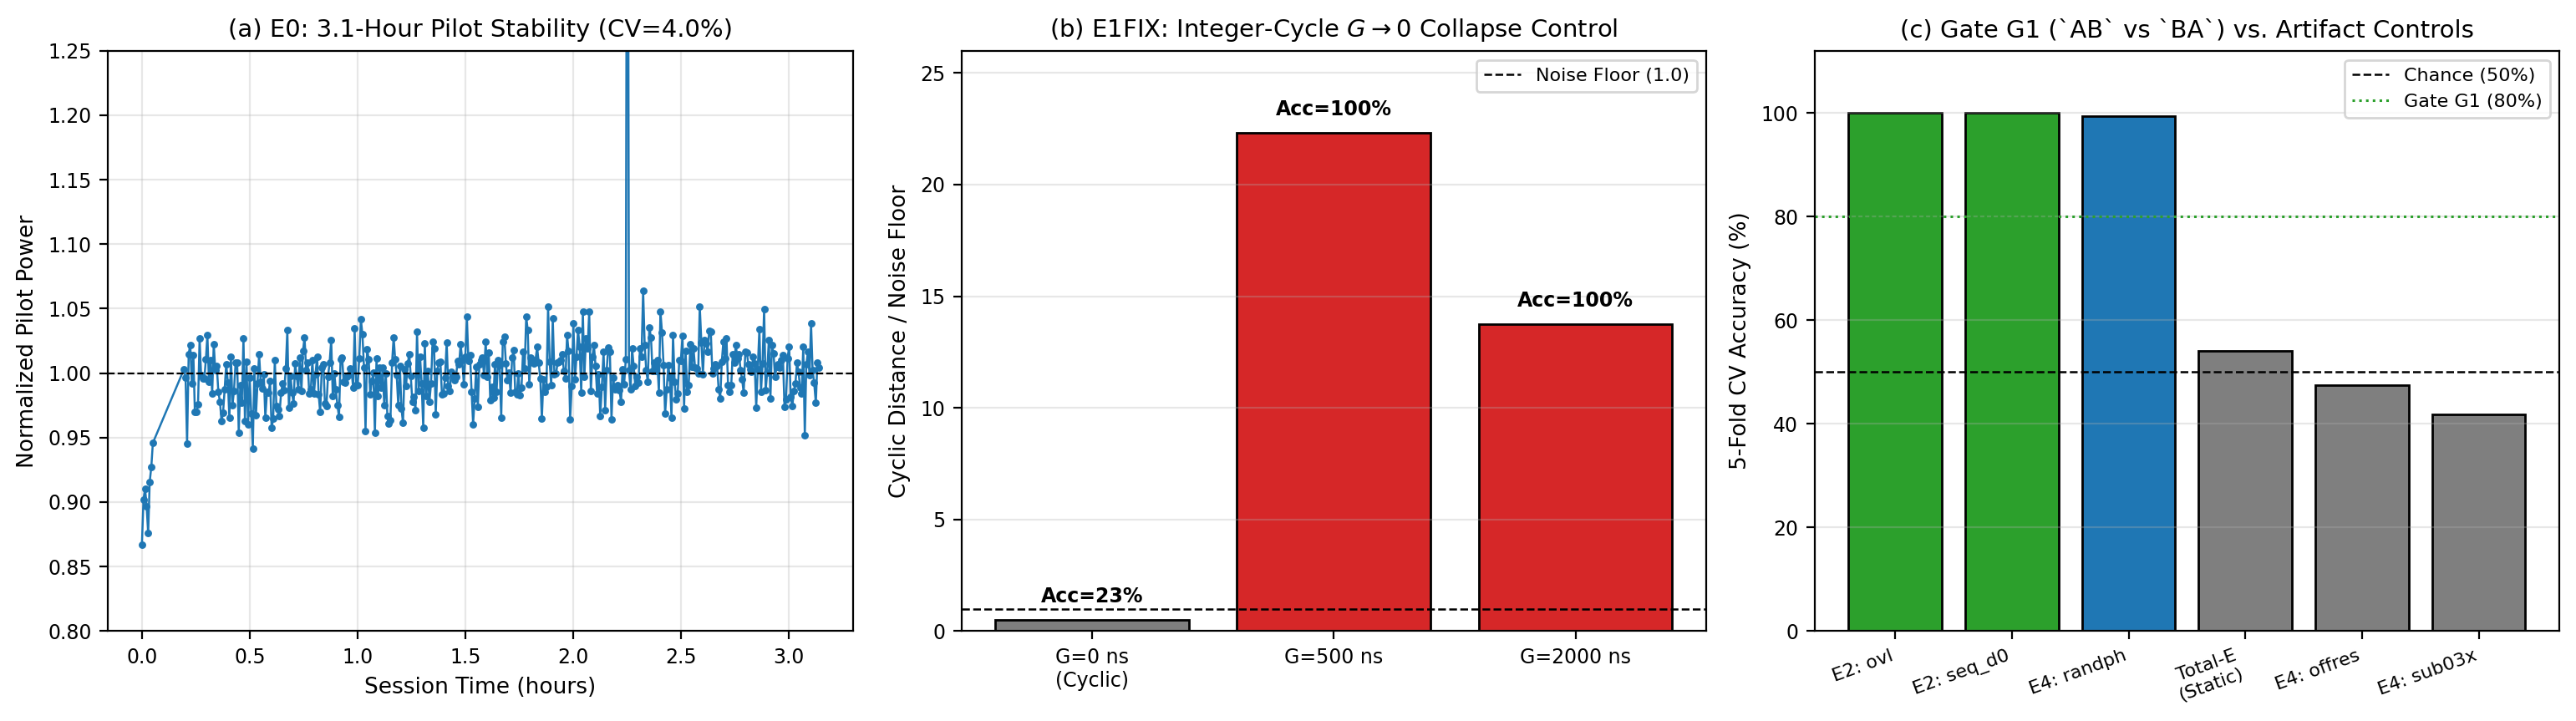 (a) E0: 3.1-Hour Pilot Stability (CV=4.0%)
Normalized Pilot Power
1.25
1.20
1.15
1.10
1.05
1.00
0.95
0.90
0.85
0.80
0.0
0.5
1.0
1.5
2.0
2.5
3.0
Session Time (hours)
(b) E1FIX: Integer-Cycle G → 0 Collapse Control
Cyclic Distance / Noise Floor
25
20
15
10
5
0
Noise Floor (1.0)
Acc=23%
Acc=100%
Acc=100%
G=0 ns
(Cyclic)
G=500 ns
G=2000 ns
(c) Gate G1 (`AB` vs `BA`) vs. Artifact Controls
5-Fold CV Accuracy (%)
100
80
60
40
20
0
Chance (50%)
Gate G1 (80%)
E2: ovl
E2: seq_d0
E4: randph
Total-E
(Static)
E4: offres
E4: sub03x